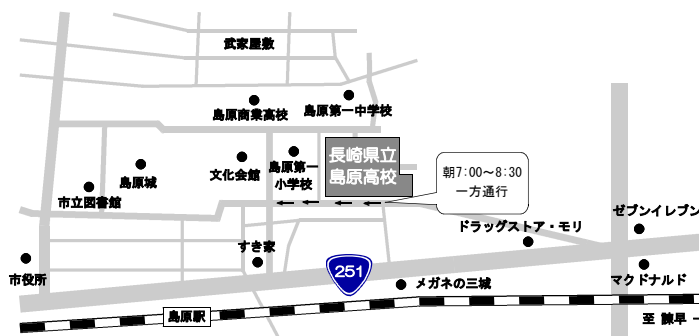 武家屋敷
島原商業高校
島原第一中学校
長崎県立
島原高校
朝7:00〜8:30
一方通行
島原城
文化会館
島原第一
小学校
市立図書館
ドラッグストア・モリ
ゼブンイレブン
市役所
すき家
251
メガネの三城
マクドナルド
島原駅
至 諫早